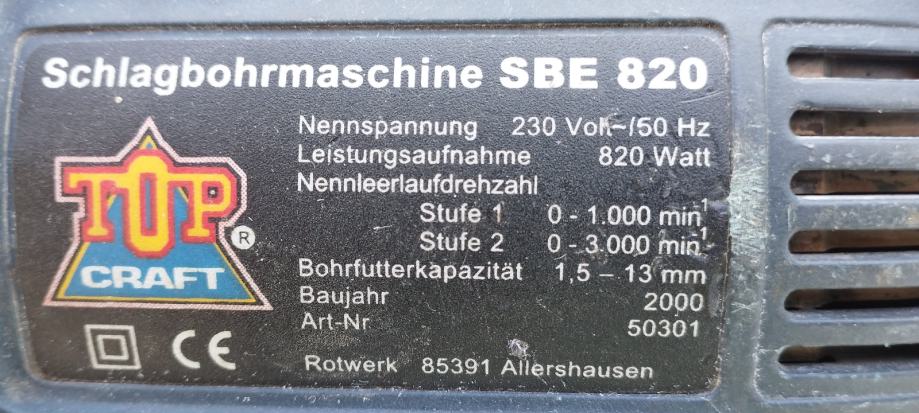 Schlagbohrmaschine SBE 820
Nennspannung 230 Volt~/50 Hz
Leistungsaufnahme 820 Watt
Nennleerlaufdrehzahl
Stufe 1 0 - 1.000 min-1
Stufe 2 0 - 3.000 min-1
Bohrfutterkapazität 1,5 – 13 mm
Baujahr 2000
Art-Nr 50301
Rotwerk 85391 Allershausen
TOP
CRAFT ®
CE